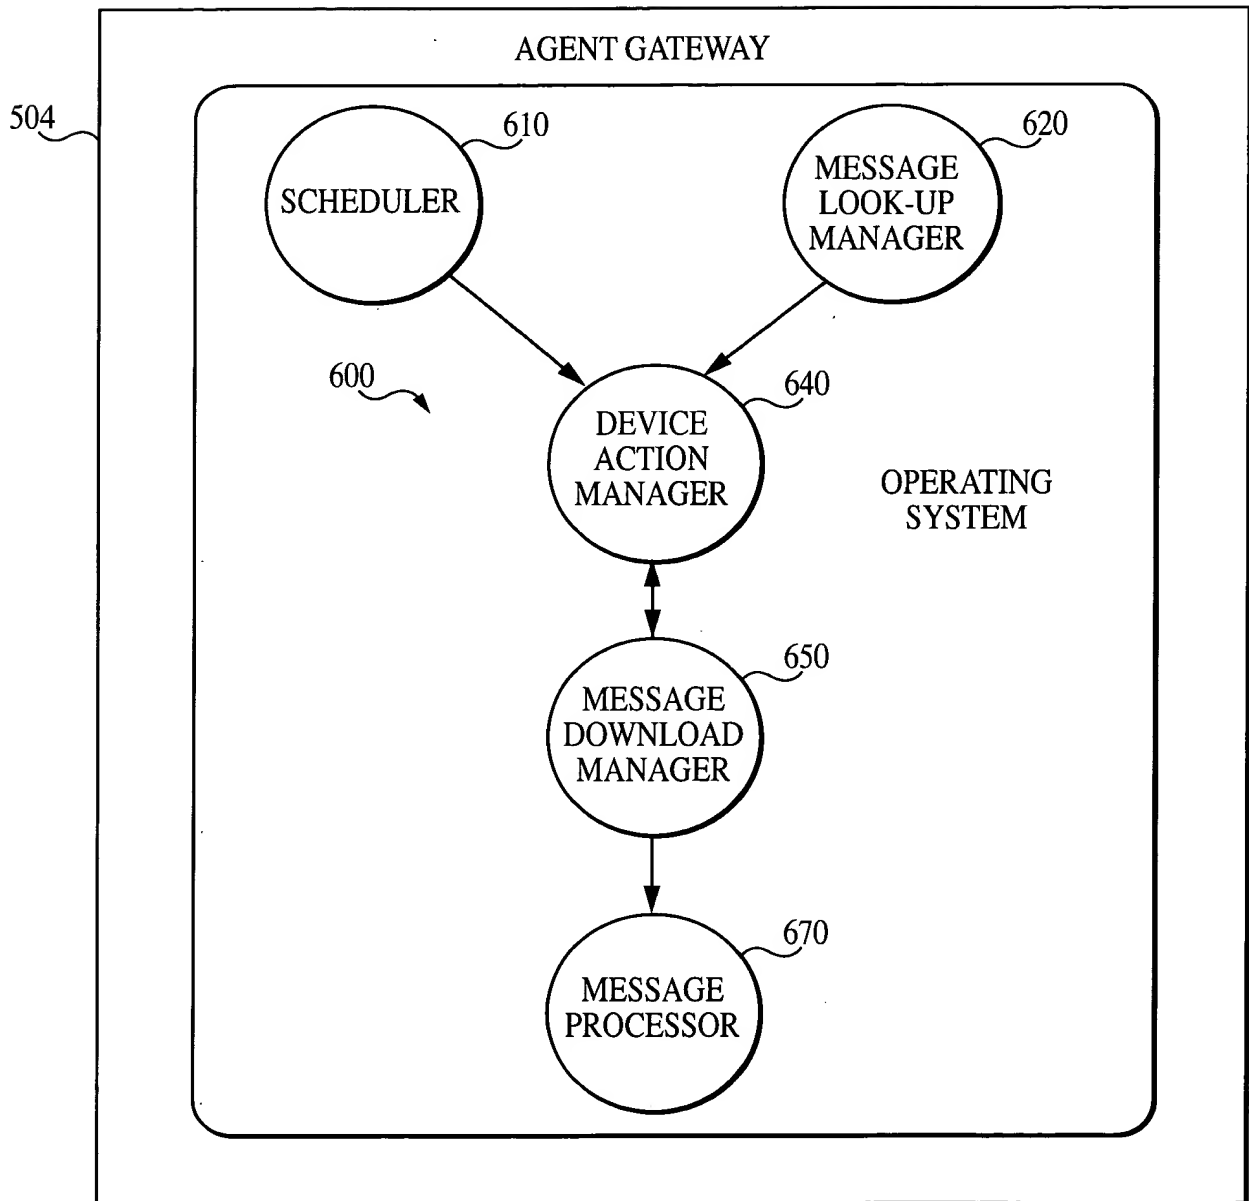 AGENT GATEWAY
504
610
620
SCHEDULER
MESSAGE
LOOK-UP
MANAGER
600
640
DEVICE
ACTION
MANAGER
OPERATING
SYSTEM
650
MESSAGE
DOWNLOAD
MANAGER
670
MESSAGE
PROCESSOR